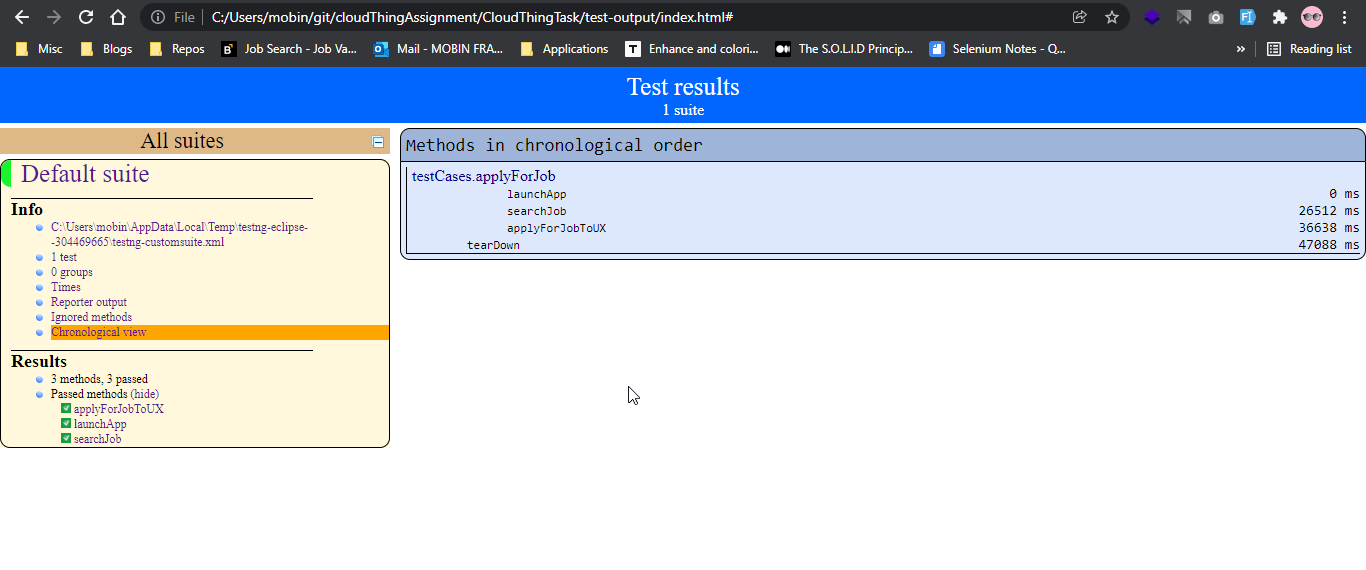 File | C:/Users/mobin/git/cloudThingAssignment/CloudThingTask/test-output/index.html#
Misc Blogs Repos Job Search - Job Va... Mail - MOBIN FRA... Applications Enhance and colori... The S.O.L.I.D Princip... Selenium Notes - Q... » Reading list
Test results
1 suite
All suites
Default suite
Info
C:\Users\mobin\AppData\Local\Temp\testng-eclipse-
-304469665\testng-customsuite.xml
1 test
0 groups
Times
Reporter output
Ignored methods
Chronological view
Results
3 methods, 3 passed
Passed methods (hide)
applyForJobToUX
launchApp
searchJob
Methods in chronological order
testCases.applyForJob
launchApp 0 ms
searchJob 26512 ms
applyForJobToUX 36638 ms
tearDown 47088 ms